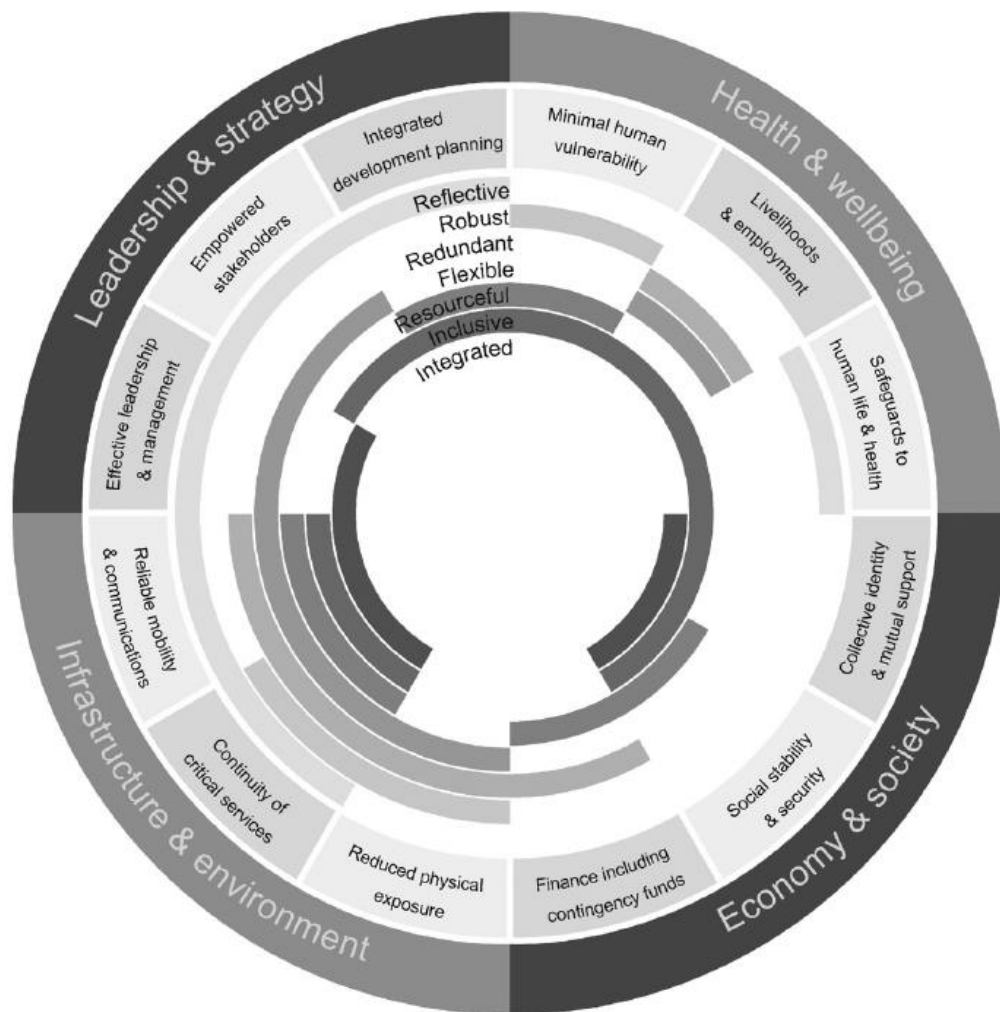 Leadership & strategy
Health & wellbeing
Economy & society
Infrastructure & environment
Integrated
development planning
Minimal human
vulnerability
Livelihoods
& employment
Safeguards to
human life & health
Collective identity
& mutual support
Social stability
& security
Finance including
contingency funds
Reduced physical
exposure
Continuity of
critical services
Reliable mobility
& communications
Effective leadership
& management
Empowered
stakeholders
Reflective
Robust
Redundant
Flexible
Resourceful
Inclusive
Integrated